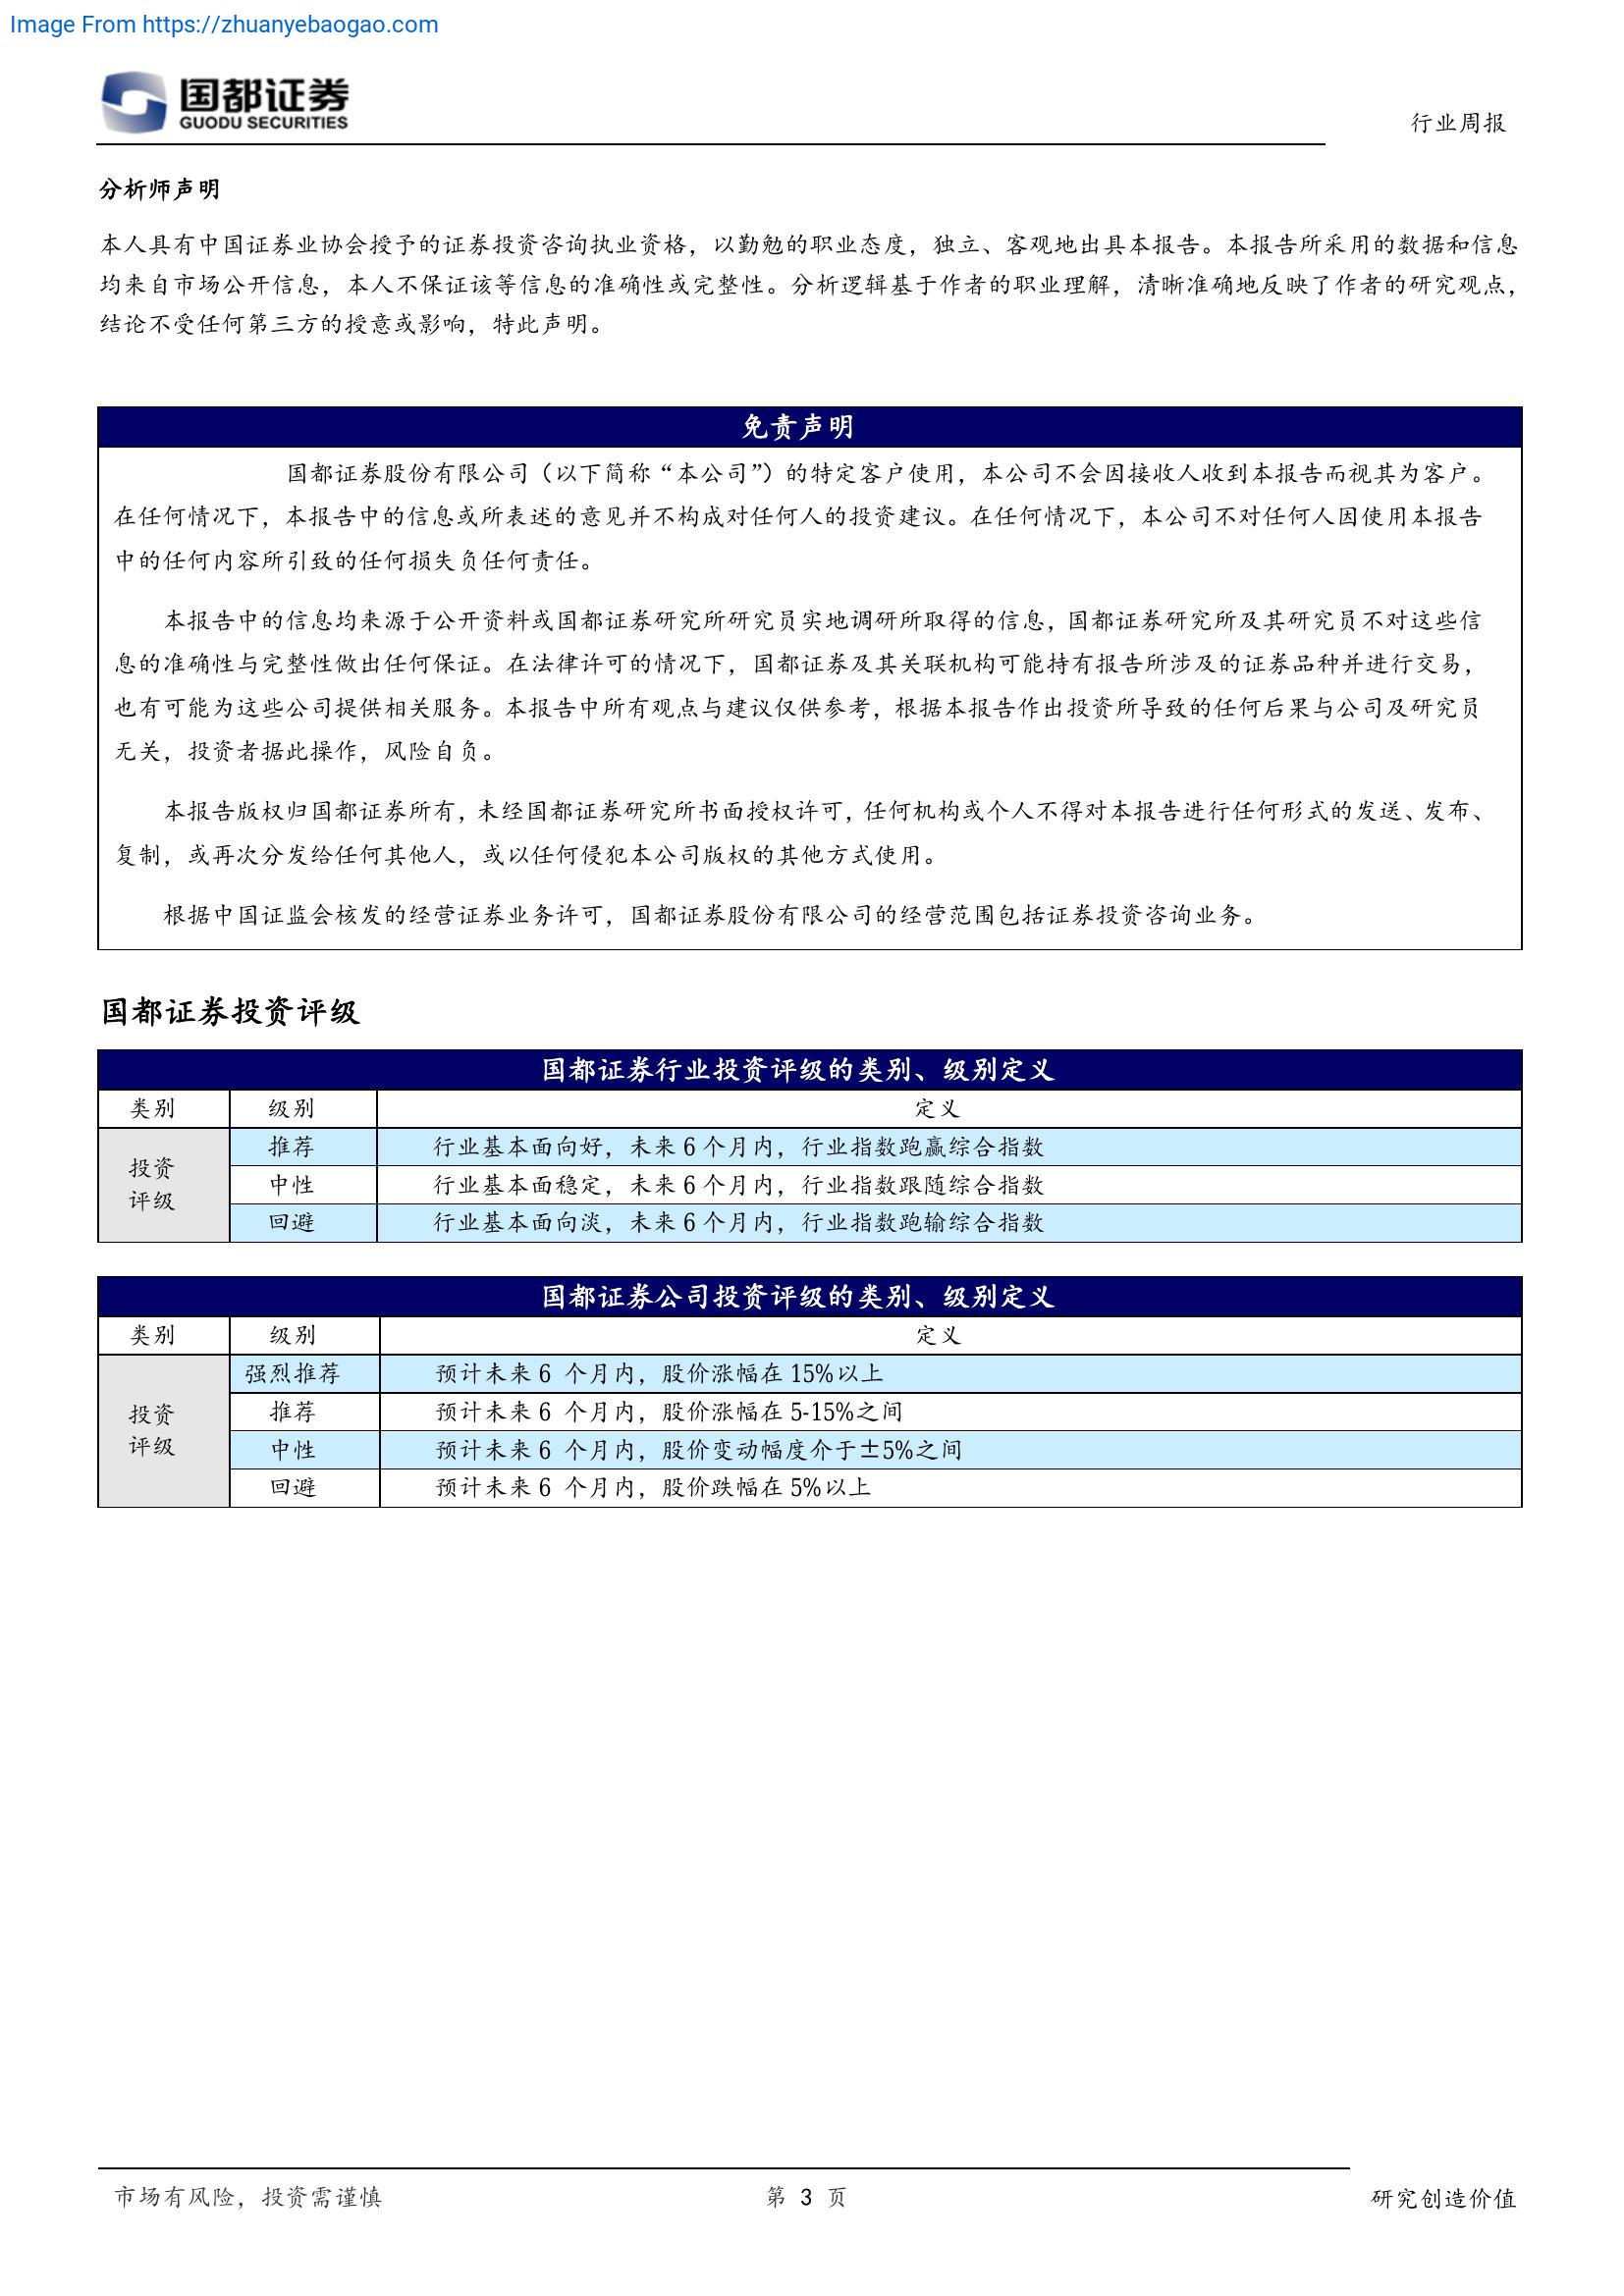 Image From https://zhuanyebaogao.com
国都证券
GUODU SECURITIES
行业周报
分析师声明
本人具有中国证券业协会授予的证券投资咨询执业资格，以勤勉的职业态度，独立、客观地出具本报告。本报告所采用的数据和信息
均来自市场公开信息，本人不保证该等信息的准确性或完整性。分析逻辑基于作者的职业理解，清晰准确地反映了作者的研究观点，
结论不受任何第三方的授意或影响，特此声明。
免责声明
国都证券股份有限公司（以下简称“本公司”）的特定客户使用，本公司不会因接收人收到本报告而视其为客户。
在任何情况下，本报告中的信息或所表述的意见并不构成对任何人的投资建议。在任何情况下，本公司不对任何人因使用本报告
中的任何内容所引致的任何损失负任何责任。
本报告中的信息均来源于公开资料或国都证券研究所研究员实地调研所取得的信息，国都证券研究所及其研究员不对这些信
息的准确性与完整性做出任何保证。在法律许可的情况下，国都证券及其关联机构可能持有报告所涉及的证券品种并进行交易，
也有可能为这些公司提供相关服务。本报告中所有观点与建议仅供参考，根据本报告作出投资所导致的任何后果与公司及研究员
无关，投资者据此操作，风险自负。
本报告版权归国都证券所有，未经国都证券研究所书面授权许可，任何机构或个人不得对本报告进行任何形式的发送、发布、
复制，或再次分发给任何其他人，或以任何侵犯本公司版权的其他方式使用。
根据中国证监会核发的经营证券业务许可，国都证券股份有限公司的经营范围包括证券投资咨询业务。
国都证券投资评级
国都证券行业投资评级的类别、级别定义
类别 级别 定义
投资
评级
推荐 行业基本面向好，未来 6 个月内，行业指数跑赢综合指数
中性 行业基本面稳定，未来 6 个月内，行业指数跟随综合指数
回避 行业基本面向淡，未来 6 个月内，行业指数跑输综合指数
国都证券公司投资评级的类别、级别定义
类别 级别 定义
投资
评级
强烈推荐 预计未来 6 个月内，股价涨幅在 15%以上
推荐 预计未来 6 个月内，股价涨幅在 5-15%之间
中性 预计未来 6 个月内，股价变动幅度介于±5%之间
回避 预计未来 6 个月内，股价跌幅在 5%以上
市场有风险，投资需谨慎 第 3 页 研究创造价值